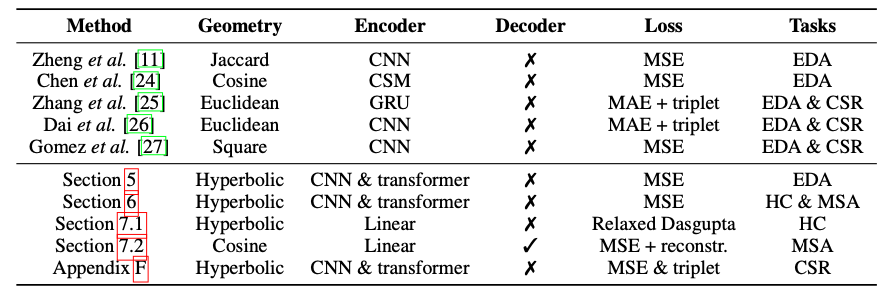 Method Geometry Encoder Decoder Loss Tasks
Zheng et al. [11] Jaccard CNN ✗ MSE EDA
Chen et al. [24] Cosine CSM ✗ MSE EDA
Zhang et al. [25] Euclidean GRU ✗ MAE + triplet EDA & CSR
Dai et al. [26] Euclidean CNN ✗ MAE + triplet EDA & CSR
Gomez et al. [27] Square CNN ✗ MSE EDA & CSR
Section 5 Hyperbolic CNN & transformer ✗ MSE EDA
Section 6 Hyperbolic CNN & transformer ✗ MSE HC & MSA
Section 7.1 Hyperbolic Linear ✗ Relaxed Dasgupta HC
Section 7.2 Cosine Linear ✓ MSE + reconstr. MSA
Appendix F Hyperbolic CNN & transformer ✗ MSE & triplet CSR